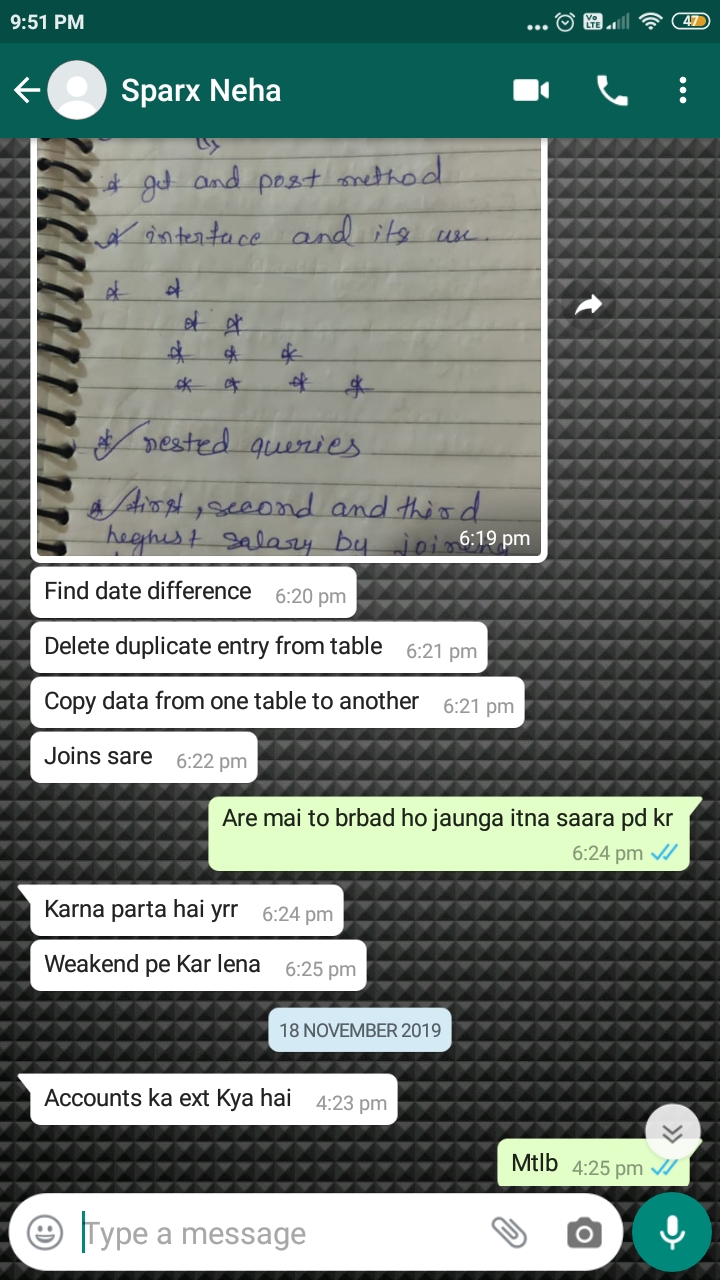 9:51 PM
Vo LTE
47
Sparx Neha
* get and post method
* interface and its use.
* *
* *
* * *
* * * *
* nested queries
* first, second and third
heghest salary by joining
6:19 pm
Find date difference 6:20 pm
Delete duplicate entry from table 6:21 pm
Copy data from one table to another 6:21 pm
Joins sare 6:22 pm
Are mai to brbad ho jaunga itna saara pd kr
6:24 pm
Karna parta hai yrr 6:24 pm
Weakend pe Kar lena 6:25 pm
18 NOVEMBER 2019
Accounts ka ext Kya hai 4:23 pm
Mtlb 4:25 pm
Type a message